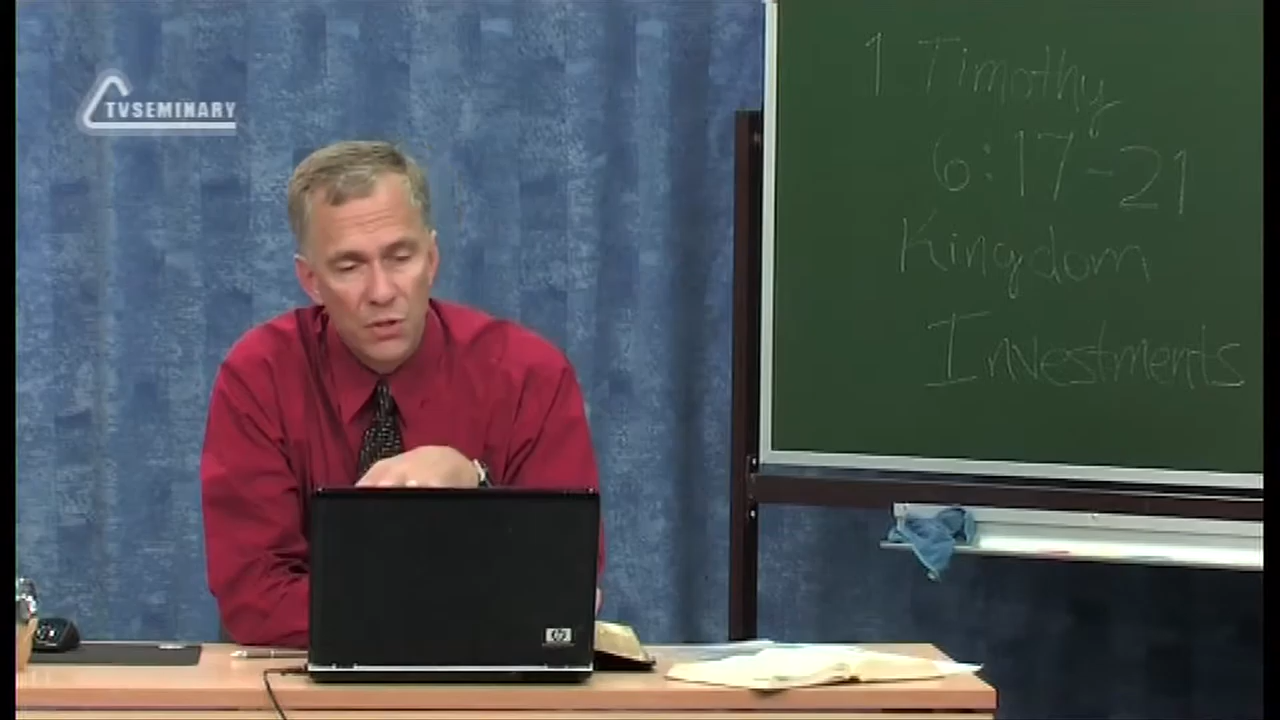 TVSEMINARY
1 Timothy
6:17-21
Kingdom
Investments
hp